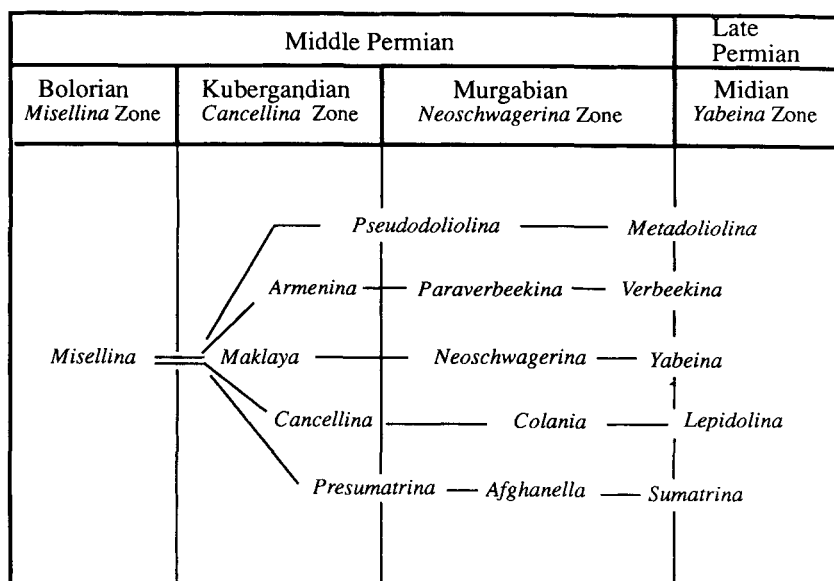 Middle Permian
Late
Permian
Bolorian
Misellina Zone
Kubergandian
Cancellina Zone
Murgabian
Neoschwagerina Zone
Midian
Yabeina Zone
Pseudodoliolina
Metadoliolina
Armenina
Paraverbeekina
Verbeekina
Misellina
Maklaya
Neoschwagerina
Yabeina
Cancellina
Colania
Lepidolina
Presumatrina
Afghanella
Sumatrina